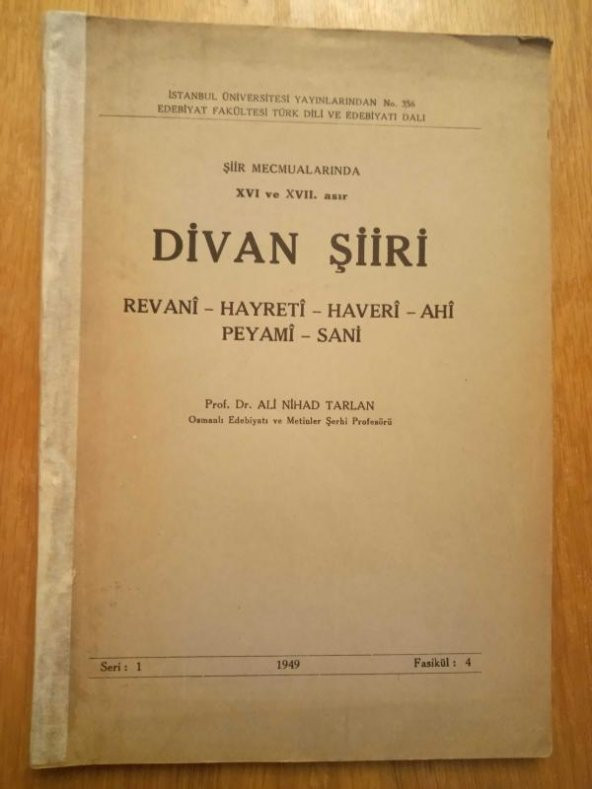 İSTANBUL ÜNİVERSİTESİ YAYINLARINDAN No. 356
EDEBİYAT FAKÜLTESİ TÜRK DİLİ VE EDEBİYATI DALI
ŞİİR MECMUALARINDA
XVI ve XVII. asır
DİVAN ŞİİRİ
REVANÎ - HAYRETÎ - HAVERÎ - AHÎ
PEYAMÎ - SANİ
Prof. Dr. ALİ NİHAD TARLAN
Osmanlı Edebiyatı ve Metinler Şerhi Profesörü
Seri : 1 1949 Fasikül : 4